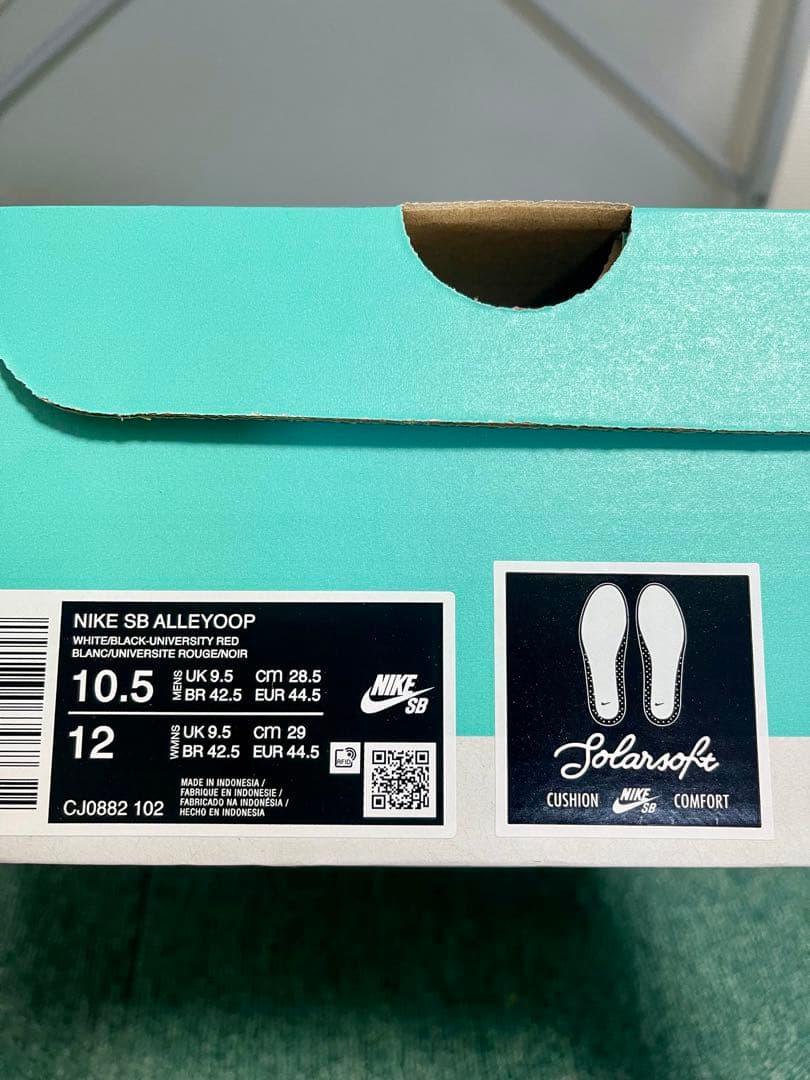 NIKE SB ALLEYOOP
WHITE/BLACK-UNIVERSITY RED
BLANC/UNIVERSITE ROUGE/NOIR
10.5 MENS UK 9.5 cm 28.5
BR 42.5 EUR 44.5
12 WMNS UK 9.5 cm 29
BR 42.5 EUR 44.5
NIKE
SB
RFID
MADE IN INDONESIA /
FABRIQUE EN INDONESIE /
FABRICADO NA INDONÉSIA /
HECHO EN INDONESIA
CJ0882 102
Solarsoft
CUSHION NIKE SB COMFORT